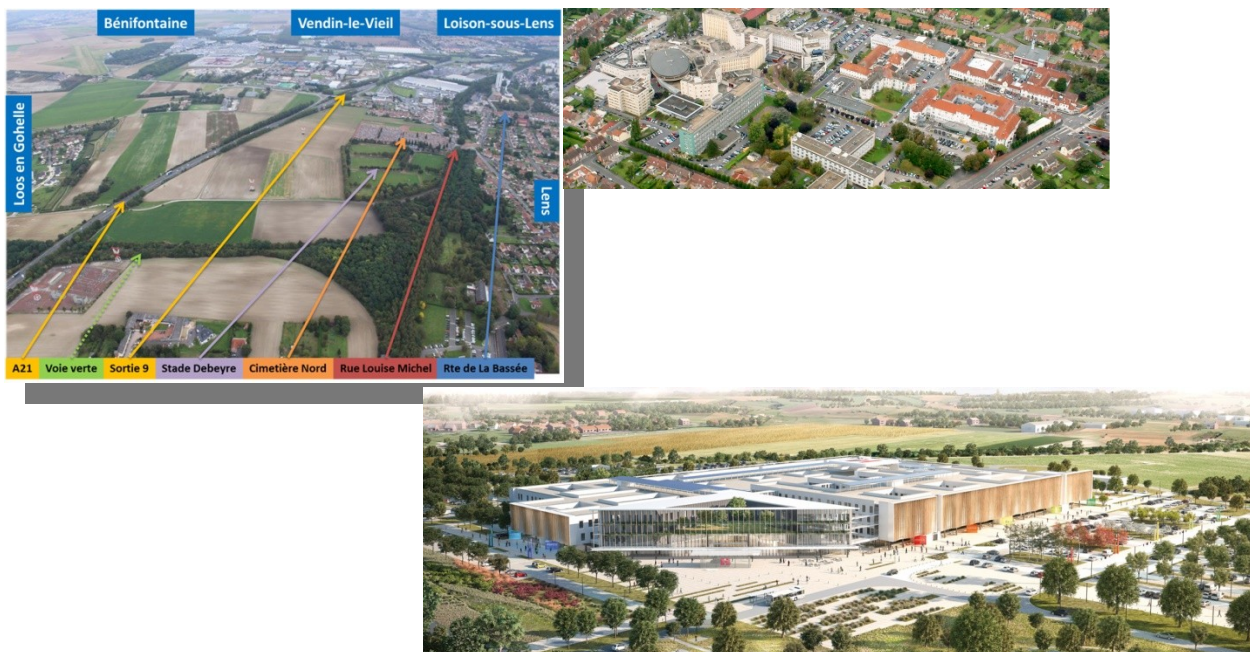 Bénifontaine
Vendin-le-Vieil
Loison-sous-Lens
Loos en Gohelle
Lens
A21
Voie verte
Sortie 9
Stade Debeyre
Cimetière Nord
Rue Louise Michel
Rte de La Bassée